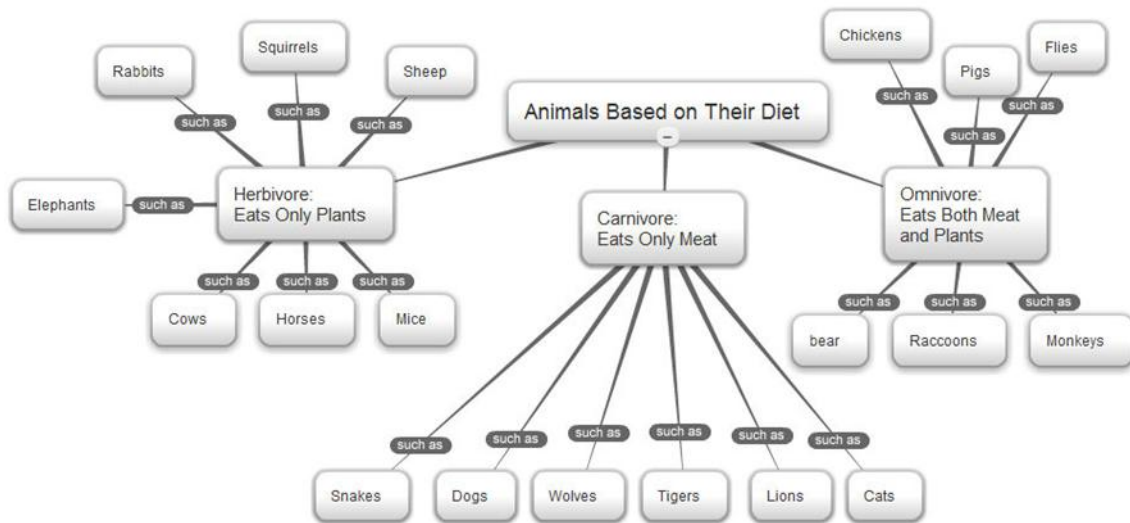 Animals Based on Their Diet
–
Squirrels
Rabbits
Sheep
such as
such as
such as
Elephants
such as
Herbivore:
Eats Only Plants
such as
such as
such as
Cows
Horses
Mice
Carnivore:
Eats Only Meat
such as
such as
such as
such as
such as
such as
Snakes
Dogs
Wolves
Tigers
Lions
Cats
Chickens
Pigs
Flies
such as
such as
such as
Omnivore:
Eats Both Meat
and Plants
such as
such as
such as
bear
Raccoons
Monkeys